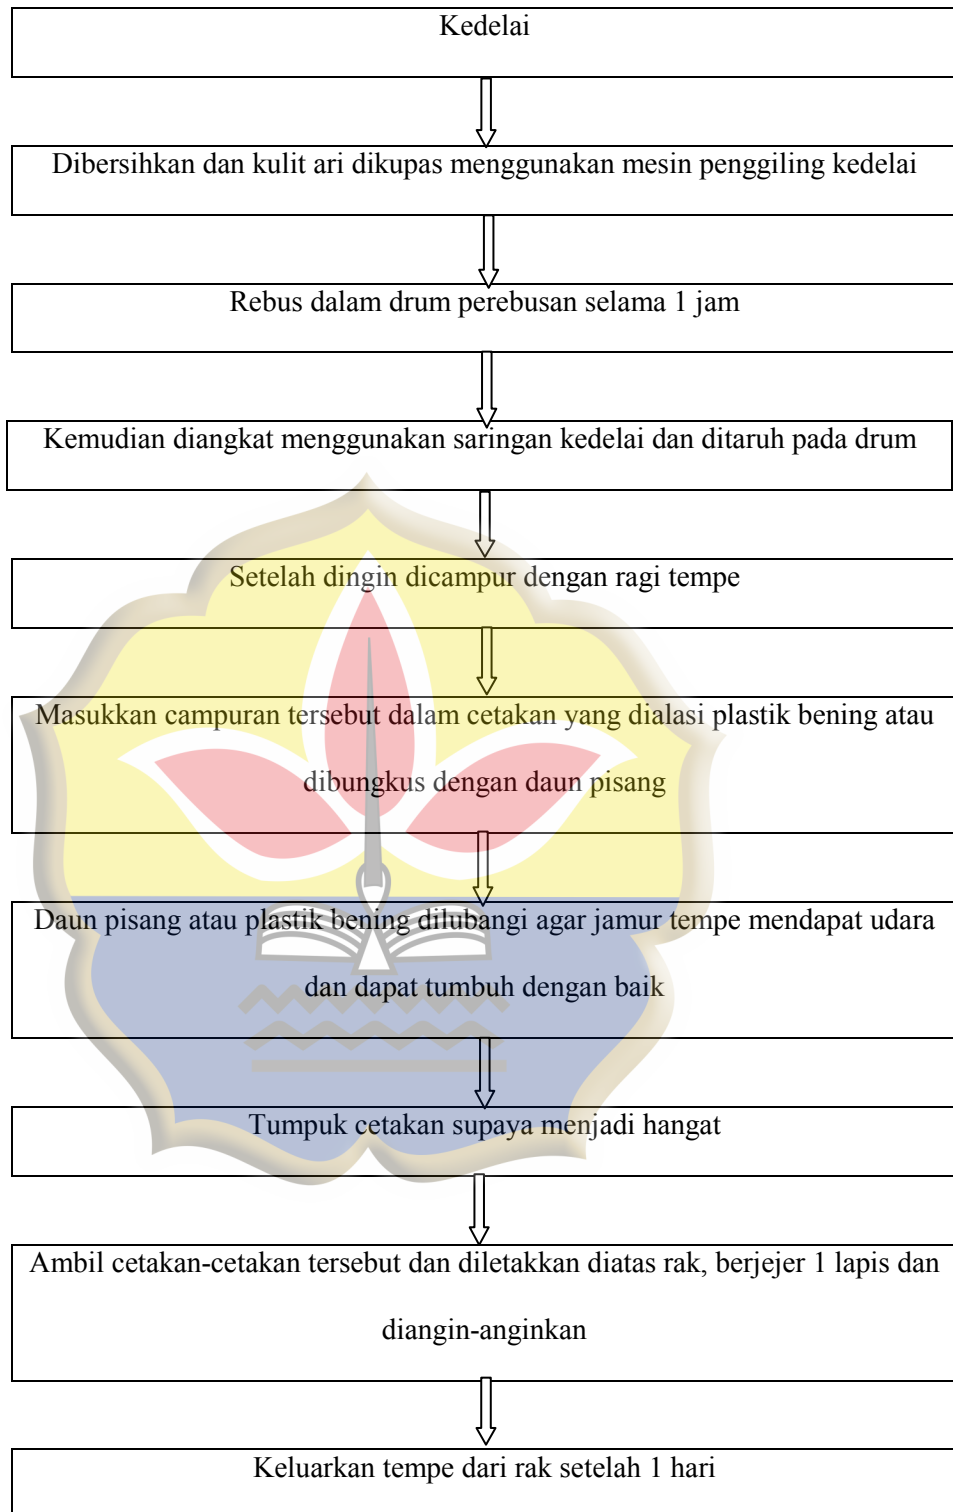 Kedelai
Dibersihkan dan kulit ari dikupas menggunakan mesin penggiling kedelai
Rebus dalam drum perebusan selama 1 jam
Kemudian diangkat menggunakan saringan kedelai dan ditaruh pada drum
Setelah dingin dicampur dengan ragi tempe
Masukkan campuran tersebut dalam cetakan yang dialasi plastik bening atau
dibungkus dengan daun pisang
Daun pisang atau plastik bening dilubangi agar jamur tempe mendapat udara
dan dapat tumbuh dengan baik
Tumpuk cetakan supaya menjadi hangat
Ambil cetakan-cetakan tersebut dan diletakkan diatas rak, berjejer 1 lapis dan
diangin-anginkan
Keluarkan tempe dari rak setelah 1 hari